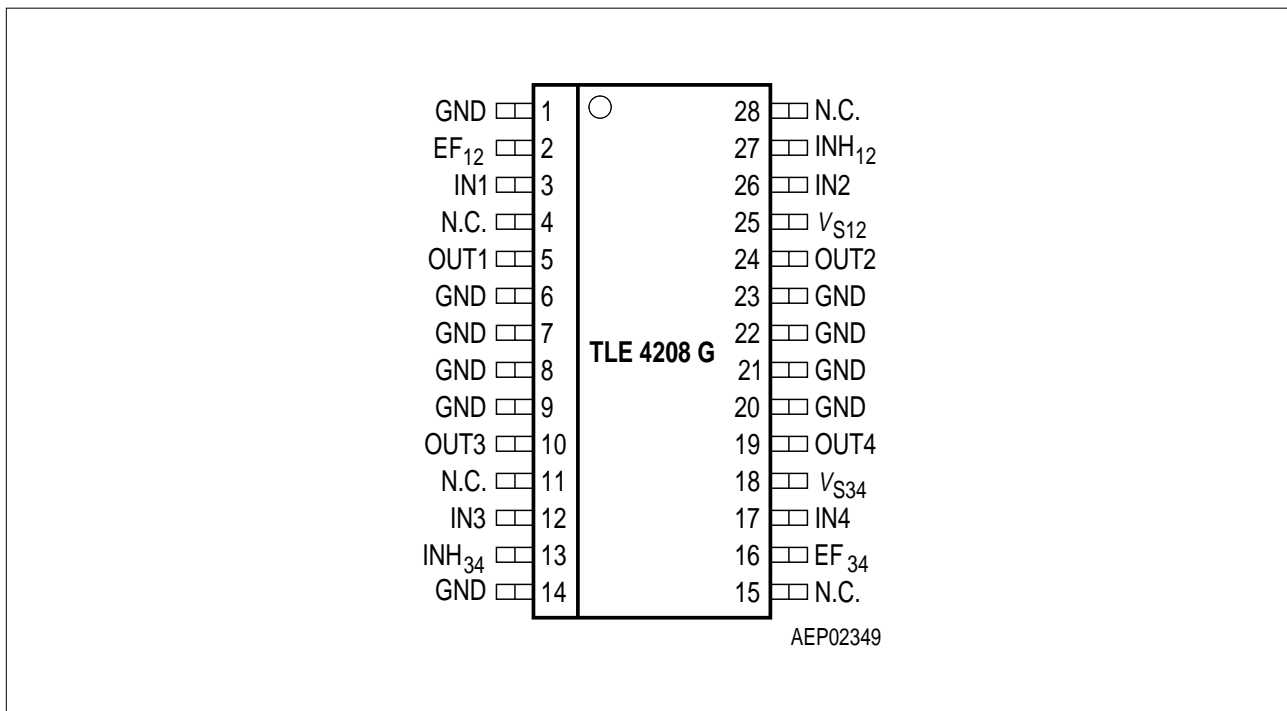 GND 1 28 N.C.
EF12 2 27 INH12
IN1 3 26 IN2
N.C. 4 25 VS12
OUT1 5 24 OUT2
GND 6 23 GND
GND 7 22 GND
TLE 4208 G
GND 8 21 GND
GND 9 20 GND
OUT3 10 19 OUT4
N.C. 11 18 VS34
IN3 12 17 IN4
INH34 13 16 EF34
GND 14 15 N.C.
AEP02349